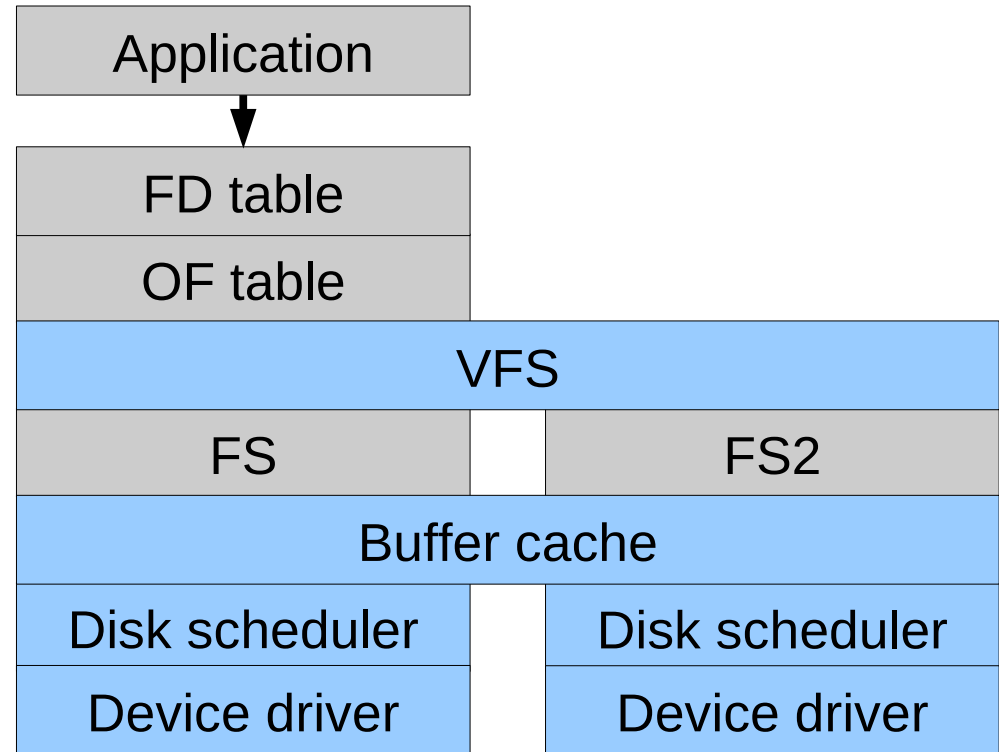 Application
FD table
OF table
VFS
FS
FS2
Buffer cache
Disk scheduler
Disk scheduler
Device driver
Device driver